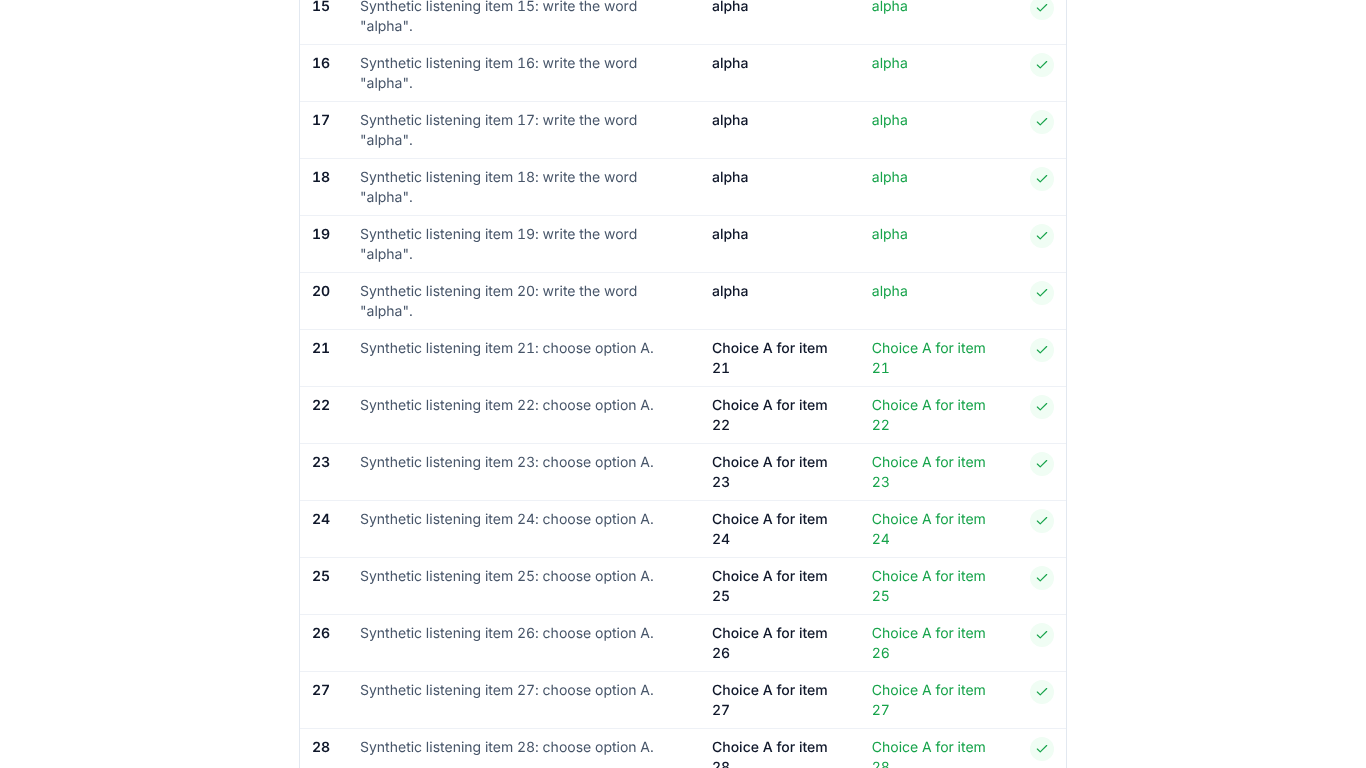 15 Synthetic listening item 15: write the word "alpha". alpha alpha
16 Synthetic listening item 16: write the word "alpha". alpha alpha
17 Synthetic listening item 17: write the word "alpha". alpha alpha
18 Synthetic listening item 18: write the word "alpha". alpha alpha
19 Synthetic listening item 19: write the word "alpha". alpha alpha
20 Synthetic listening item 20: write the word "alpha". alpha alpha
21 Synthetic listening item 21: choose option A. Choice A for item 21 Choice A for item 21
22 Synthetic listening item 22: choose option A. Choice A for item 22 Choice A for item 22
23 Synthetic listening item 23: choose option A. Choice A for item 23 Choice A for item 23
24 Synthetic listening item 24: choose option A. Choice A for item 24 Choice A for item 24
25 Synthetic listening item 25: choose option A. Choice A for item 25 Choice A for item 25
26 Synthetic listening item 26: choose option A. Choice A for item 26 Choice A for item 26
27 Synthetic listening item 27: choose option A. Choice A for item 27 Choice A for item 27
28 Synthetic listening item 28: choose option A. Choice A for item 28 Choice A for item 28